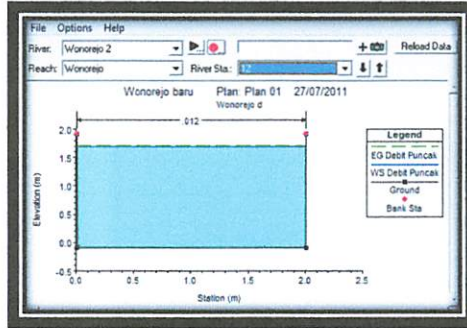 File Options Help
River: Wonorejo 2 Reload Data
Reach: Wonorejo River Sta.: 12
Wonorejo baru Plan: Plan 01 27/07/2011
Wonorejo d
.012
Legend
EG Debit Puncak
WS Debit Puncak
Ground
Bank Sta
Elevation (m)
2.0
1.5
1.0
0.5
0.0
-0.5
0.0 0.5 1.0 1.5 2.0 2.5
Station (m)